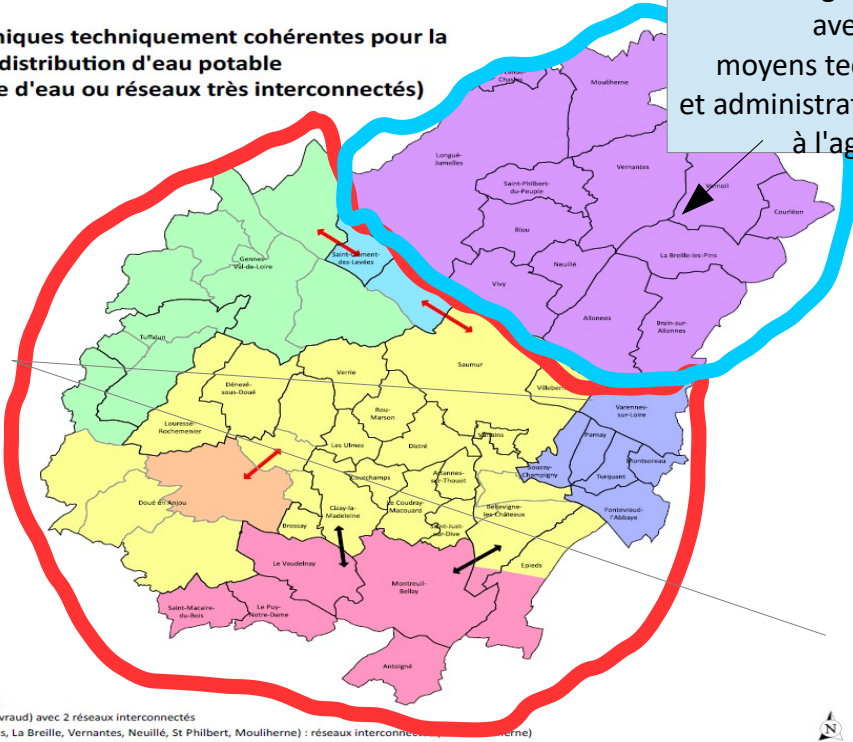 niques techniquement cohérentes pour la
distribution d'eau potable
e d'eau ou réseaux très interconnectés)
ave
moyens tec
et administrat
à l'ag
Mouliherne
Longué-
Jumelles
Vernantes
Saint-Philbert-
du-Peuple
Vernoil
Courléon
Riou
La Breille-les-Pins
Neuillé
Vivy
Allonnes
Brain-sur-
Allonnes
Gennes-
Val-de-Loire
Saint-Clément
des-Levées
Tuffalun
Saumur
Verrie
Dénezé-
sous-Doué
Villebern
Varennes-
sur-Loire
Rou-
Marson
Louresse-
Rochemenier
Les Ulmes
Distré
Varrains
Parnay
Souzay-
Champigny
Montsoreau
Turquant
Courchamps
Artannes-
sur-Thouet
Doué en Anjou
Cizay-la-
Madeleine
Le Coudray
Macouard
Bellevigne-
les-Châteaux
Fontevraud-
l'Abbaye
Brossay
Saint-Just-
sur-Dive
Epieds
Le Vaudelnay
Montreuil-
Bellay
Saint-Macaire-
du-Bois
Le Puy-
Notre-Dame
Antoigné
vraud) avec 2 réseaux interconnectés
s, La Breille, Vernantes, Neuillé, St Philbert, Mouliherne) : réseaux interconnec
erne)
N